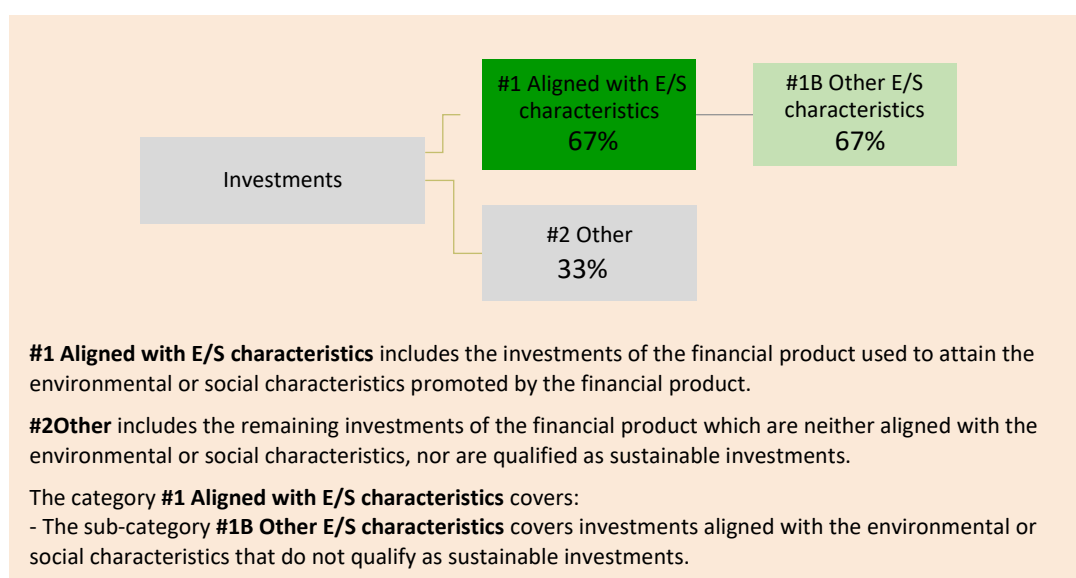 #1 Aligned with E/S
characteristics
67%
#1B Other E/S
characteristics
67%
Investments
#2 Other
33%
#1 Aligned with E/S characteristics includes the investments of the financial product used to attain the
environmental or social characteristics promoted by the financial product.
#2Other includes the remaining investments of the financial product which are neither aligned with the
environmental or social characteristics, nor are qualified as sustainable investments.
The category #1 Aligned with E/S characteristics covers:
- The sub-category #1B Other E/S characteristics covers investments aligned with the environmental or
social characteristics that do not qualify as sustainable investments.